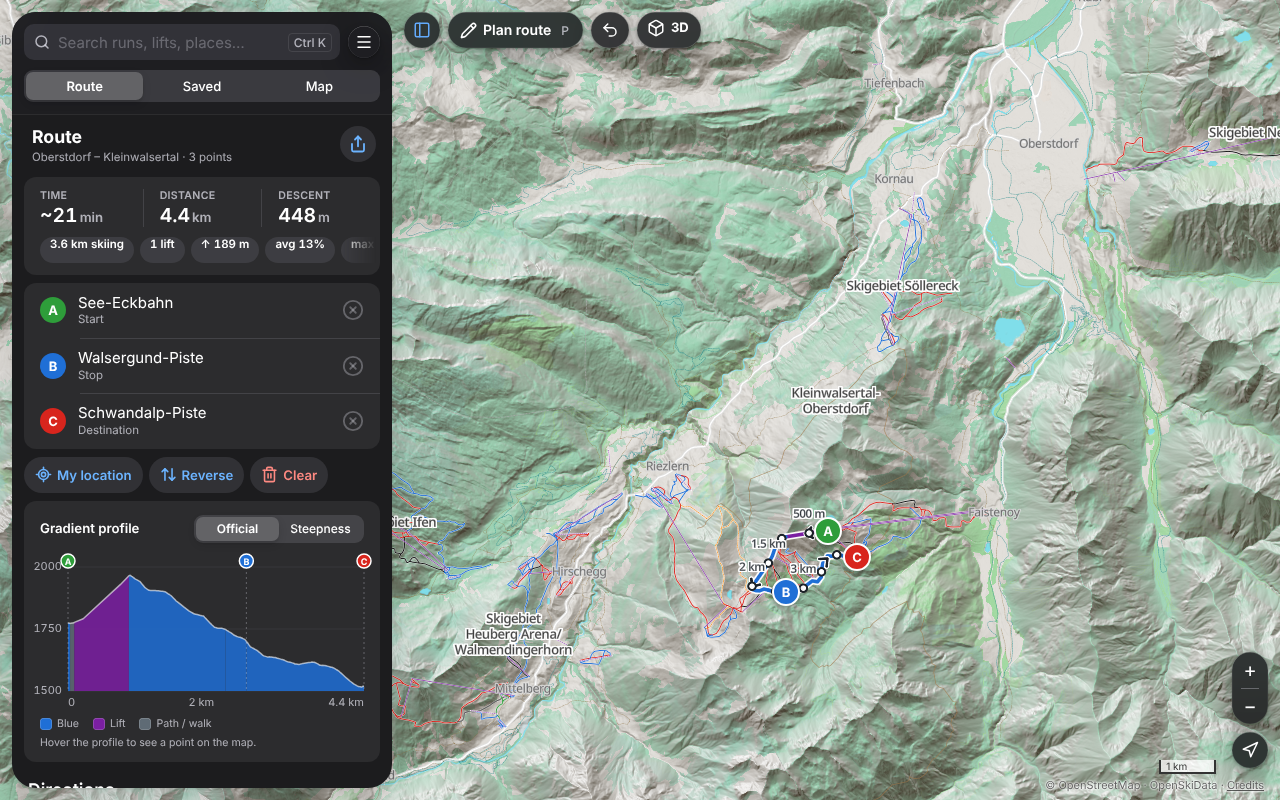 Search runs, lifts, places...
Ctrl K
Route
Saved
Map
Route
Oberstdorf – Kleinwalsertal · 3 points
TIME
~21 min
DISTANCE
4.4 km
DESCENT
448 m
3.6 km skiing
1 lift
↑ 189 m
avg 13%
max
A
See-Eckbahn
Start
B
Walsergund-Piste
Stop
C
Schwandalp-Piste
Destination
My location
Reverse
Clear
Gradient profile
Official
Steepness
A
B
C
2000
1750
1500
0
2 km
4.4 km
Blue
Lift
Path / walk
Hover the profile to see a point on the map.
Directions
Plan route P
3D
Tiefenbach
Oberstdorf
Skigebiet Ne
Kornau
Skigebiet Söllereck
Kleinwalsertal-
Oberstdorf
Riezlern
biet Ifen
Faistenoy
500 m
A
1.5 km
C
2 km
3 km
B
Hirschegg
Skigebiet
Heuberg Arena/
Walmendingerhorn
Mittelberg
+
−
1 km
© OpenStreetMap · OpenSkiData · Credits